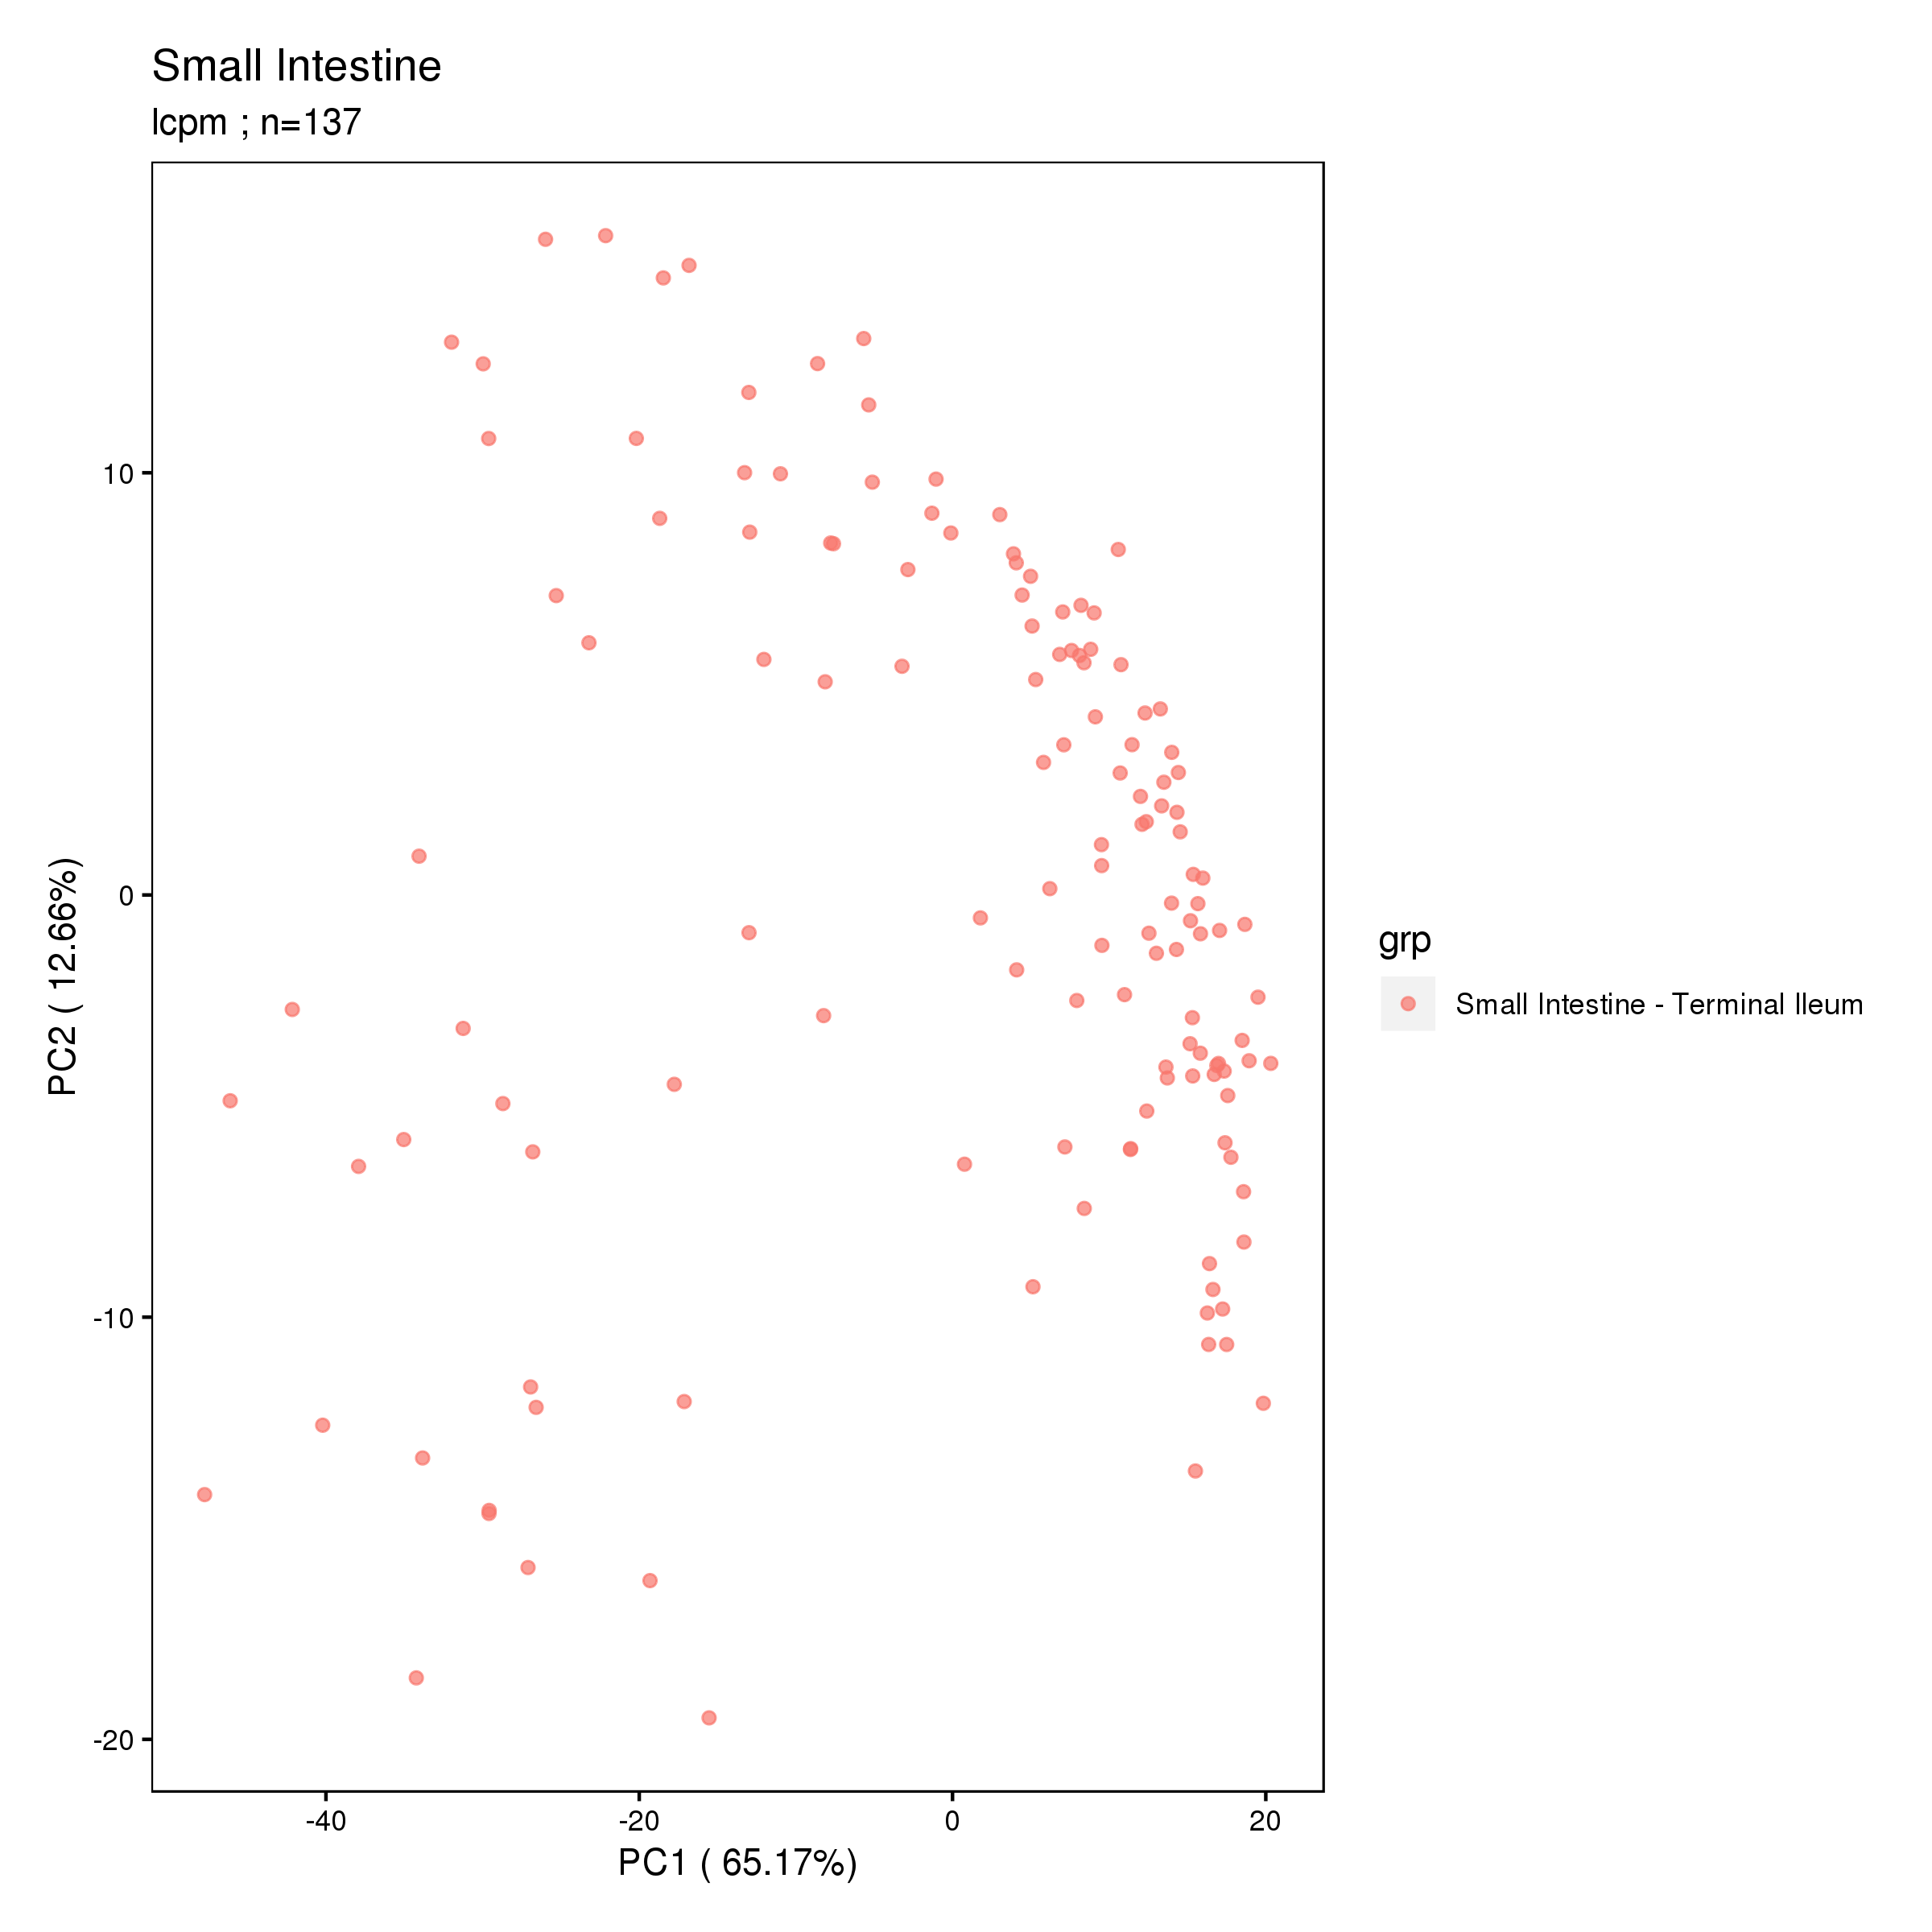 Small Intestine
lcpm ; n=137
10
0
-10
-20
PC2 ( 12.66%)
-40 -20 0 20
PC1 ( 65.17%)
grp
Small Intestine - Terminal Ileum